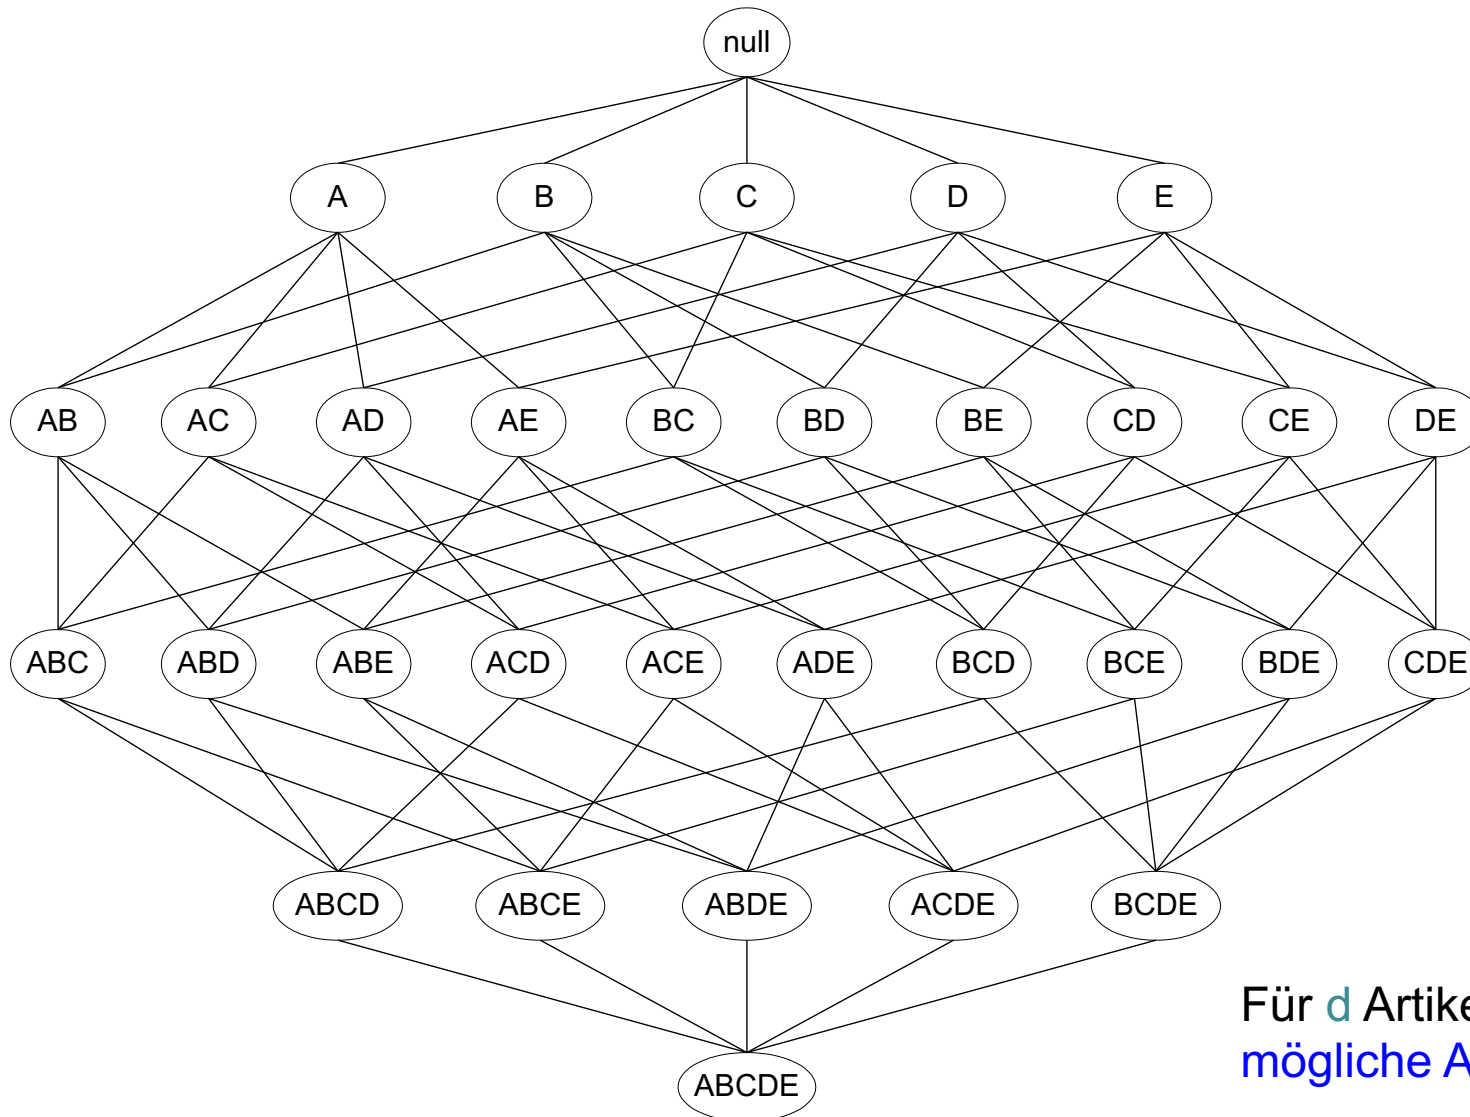 null
A B C D E
AB AC AD AE BC BD BE CD CE DE
ABC ABD ABE ACD ACE ADE BCD BCE BDE CDE
ABCD ABCE ABDE ACDE BCDE
ABCDE
Für d
mögliche